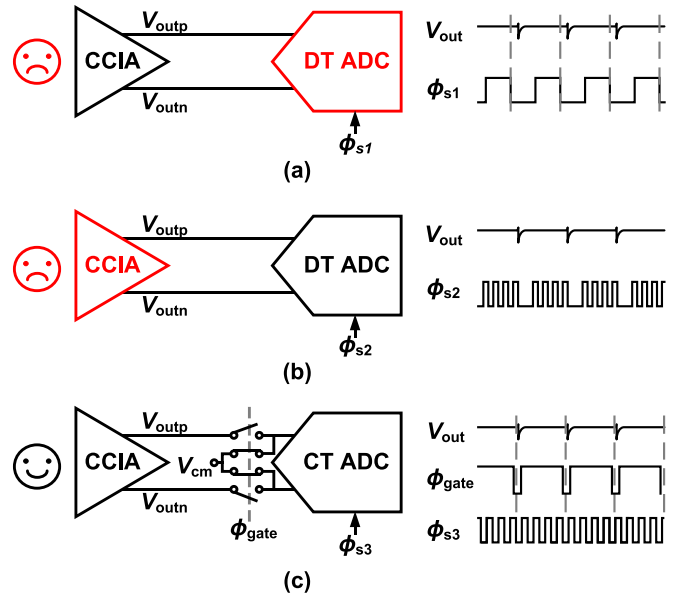 CCIA
V_outp
V_outn
DT ADC
ϕ_s1
V_out
ϕ_s1
(a)
CCIA
V_outp
V_outn
DT ADC
ϕ_s2
V_out
ϕ_s2
(b)
CCIA
V_outp
V_cm
V_outn
ϕ_gate
CT ADC
ϕ_s3
V_out
ϕ_gate
ϕ_s3
(c)